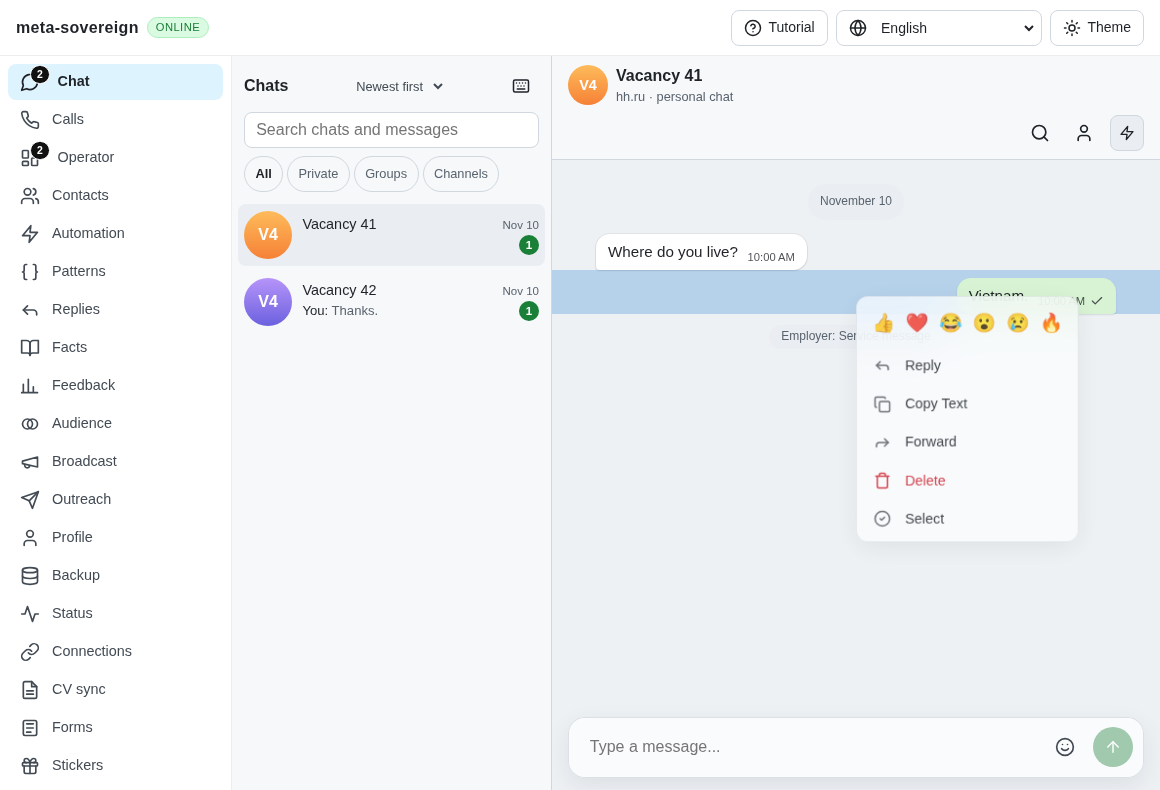 meta-sovereign ONLINE
Tutorial English Theme
2 Chat
Calls
2 Operator
Contacts
Automation
Patterns
Replies
Facts
Feedback
Audience
Broadcast
Outreach
Profile
Backup
Status
Connections
CV sync
Forms
Stickers
Chats Newest first
Search chats and messages
All Private Groups Channels
V4 Vacancy 41 Nov 10
1
V4 Vacancy 42 Nov 10
You: Thanks. 1
V4 Vacancy 41
hh.ru · personal chat
November 10
Where do you live? 10:00 AM
Vietnam
Employer: Service message
Reply
Copy Text
Forward
Delete
Select
Type a message...